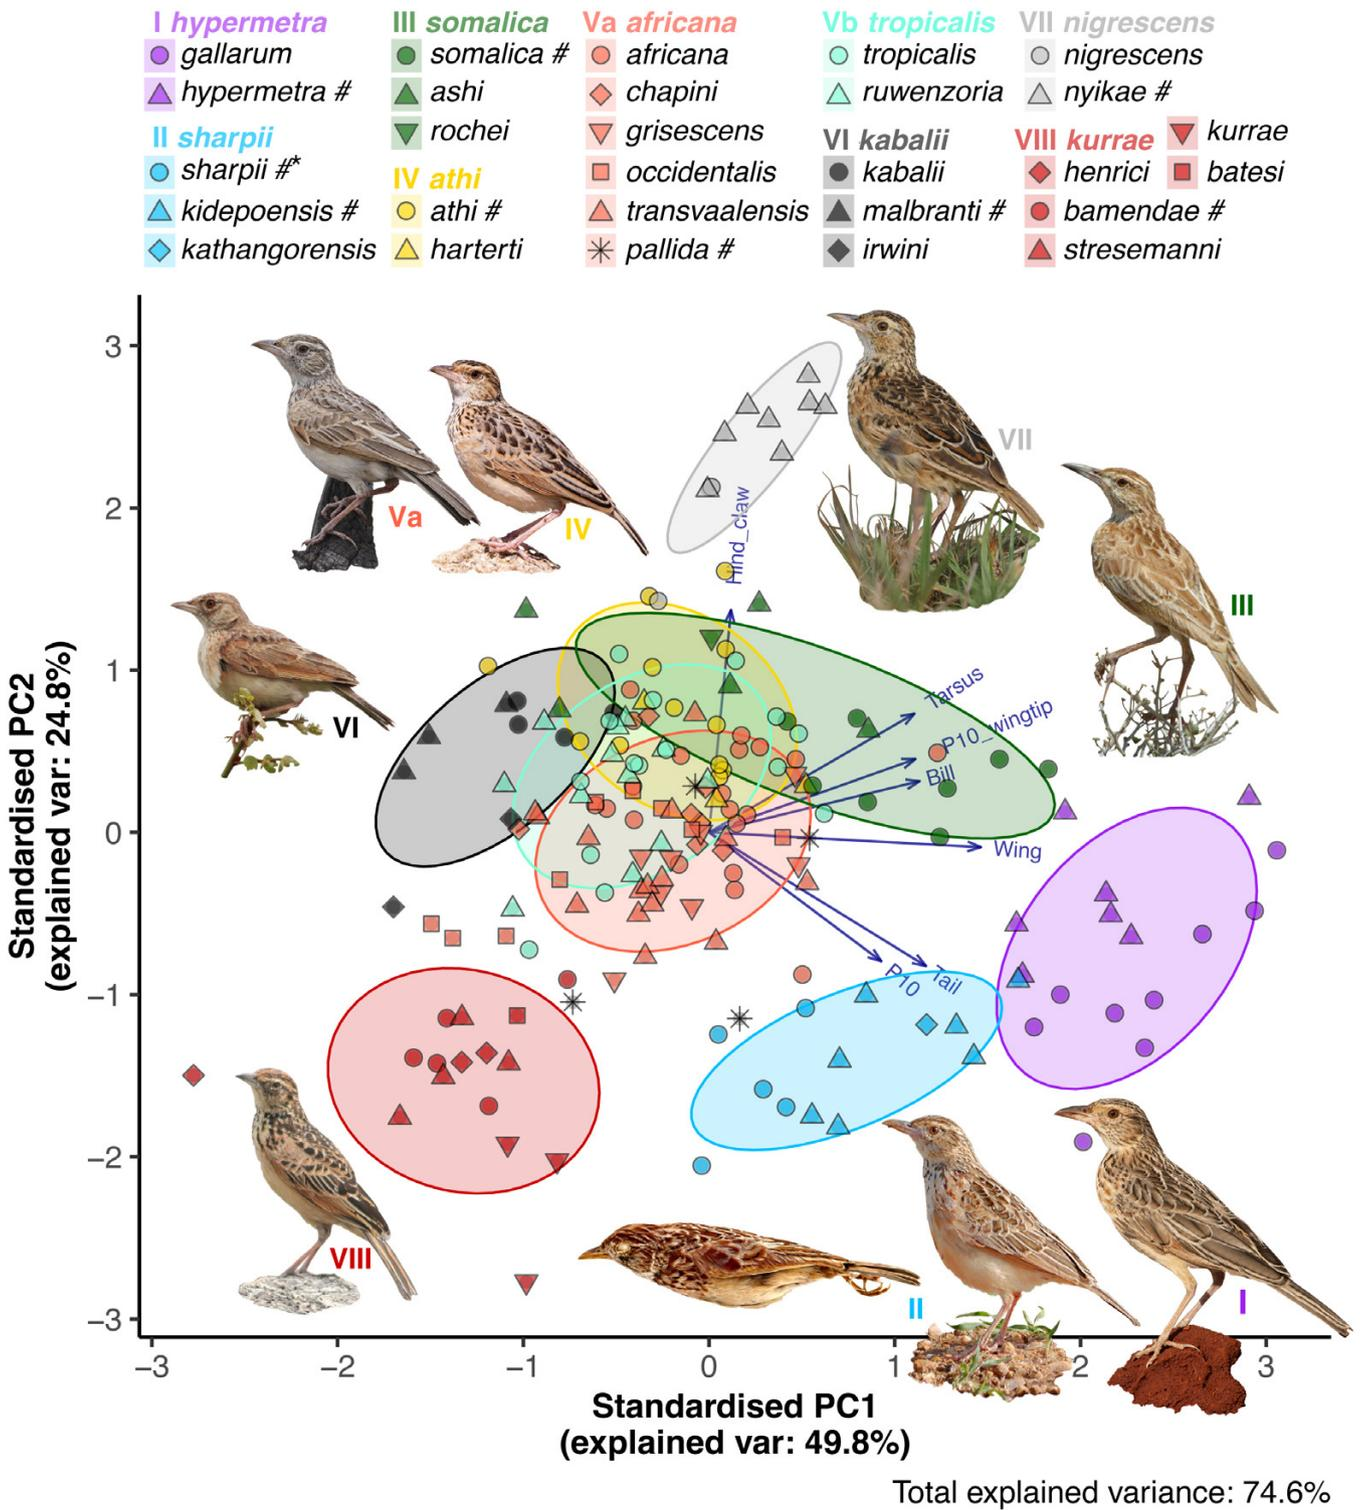 I hypermetra
gallarum
hypermetra #
II sharpii
sharpii #*
kidepoensis #
kathangorensis
III somalica
somalica #
ashi
rochei
IV athi
athi #
harterti
Va africana
africana
chapini
grisescens
occidentalis
transvaalensis
pallida #
Vb tropicalis
tropicalis
ruwenzoria
VI kabalii
kabalii
malbranti #
irwini
VII nigrescens
nigrescens
nyikae #
VIII kurrae
henrici
bamendae #
stresemanni
kurrae
batesi
3
2
1
0
−1
−2
−3
Standardised PC2
(explained var: 24.8%)
Va
IV
VII
III
VI
VIII
II
I
Hind_claw
Tarsus
P10_wingtip
Bill
Wing
Tail
P10
−3
−2
−1
0
1
2
3
Standardised PC1
(explained var: 49.8%)
Total explained variance: 74.6%